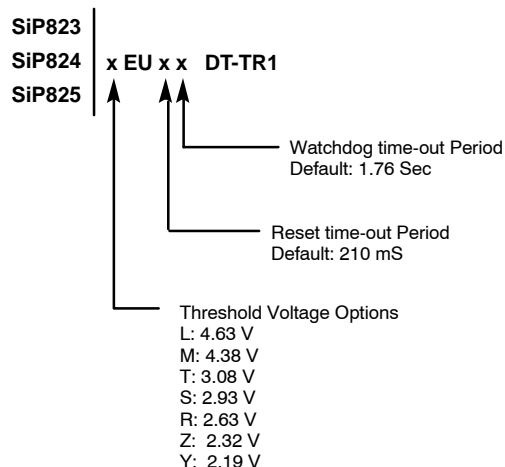 SiP823
SiP824 x EU x x DT-TR1
SiP825
Watchdog time-out Period
Default: 1.76 Sec
Reset time-out Period
Default: 210 mS
Threshold Voltage Options
L: 4.63 V
M: 4.38 V
T: 3.08 V
S: 2.93 V
R: 2.63 V
Z: 2.32 V
Y: 2.19 V